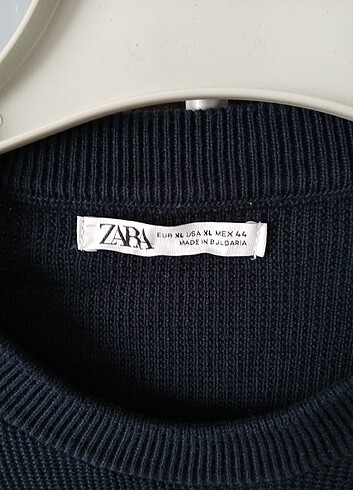 ZARA EUR XL USA XL MEX 44
MADE IN BULGARIA